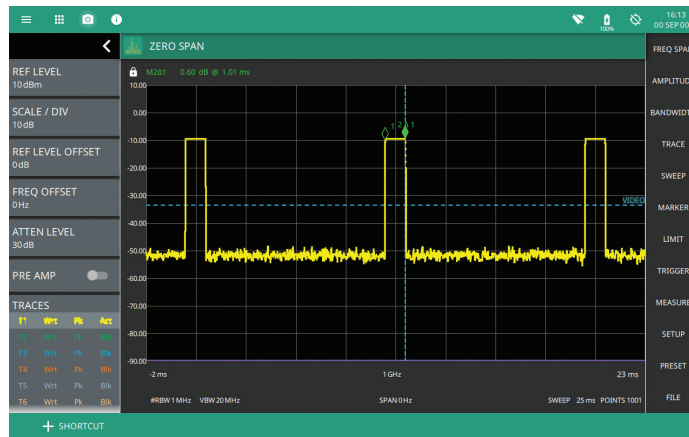 100%
16:13
00 SEP 00
ZERO SPAN
M2Δ1 0.60 dB @ 1.01 ms
REF LEVEL
10 dBm
SCALE / DIV
10 dB
REF LEVEL OFFSET
0 dB
FREQ OFFSET
0 Hz
ATTEN LEVEL
30 dB
PRE AMP
TRACES
T1 Wrt Pk Act
T2 Wrt Pk Blk
T3 Wrt Pk Blk
T4 Wrt Pk Blk
T5 Wrt Pk Blk
T6 Wrt Pk Blk
SHORTCUT
10.00
0.00
-10.00
-20.00
-30.00
-40.00
-50.00
-60.00
-70.00
-80.00
-90.00
1 2 1
VIDEO
-2 ms 1 GHz 23 ms
#RBW 1 MHz VBW 20 MHz SPAN 0 Hz SWEEP 25 ms POINTS 1001
FREQ SPAN
AMPLITUD
BANDWIDT
TRACE
SWEEP
MARKER
LIMIT
TRIGGER
MEASURE
SETUP
PRESET
FILE